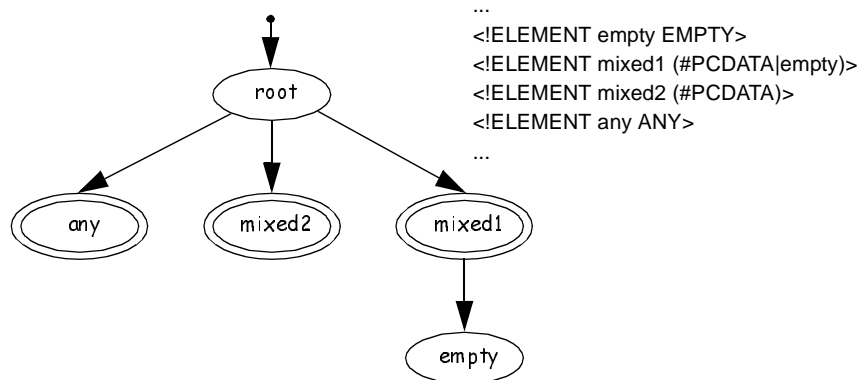 ...
<!ELEMENT empty EMPTY>
<!ELEMENT mixed1 (#PCDATA|empty)>
<!ELEMENT mixed2 (#PCDATA)>
<!ELEMENT any ANY>
...
root
any
mixed2
mixed1
empty